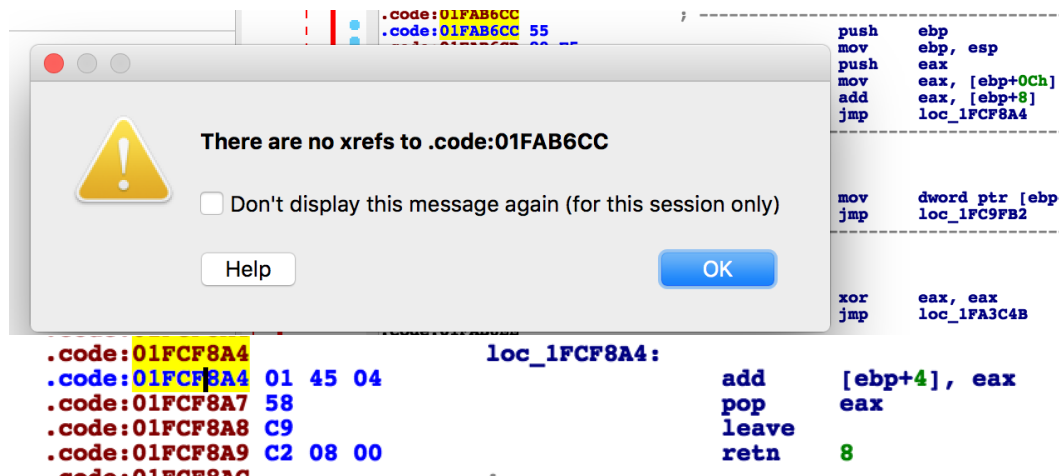 .code:01FAB6CC ; ----------------------------------------
.code:01FAB6CC 55 push ebp
mov ebp, esp
push eax
mov eax, [ebp+0Ch]
add eax, [ebp+8]
jmp loc_1FCF8A4
There are no xrefs to .code:01FAB6CC
Don't display this message again (for this session only)
mov dword ptr [ebp
jmp loc_1FC9FB2
Help
OK
xor eax, eax
jmp loc_1FA3C4B
.code:01FCF8A4 loc_1FCF8A4:
.code:01FCF8A4 01 45 04 add [ebp+4], eax
.code:01FCF8A7 58 pop eax
.code:01FCF8A8 C9 leave
.code:01FCF8A9 C2 08 00 retn 8